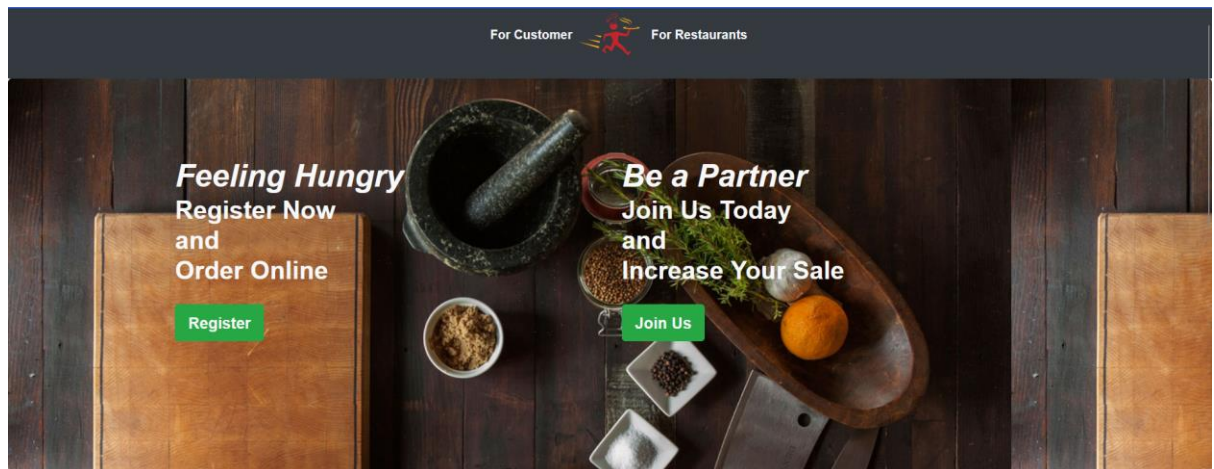 For Customer For Restaurants
Feeling Hungry
Register Now
and
Order Online
Register
Be a Partner
Join Us Today
and
Increase Your Sale
Join Us